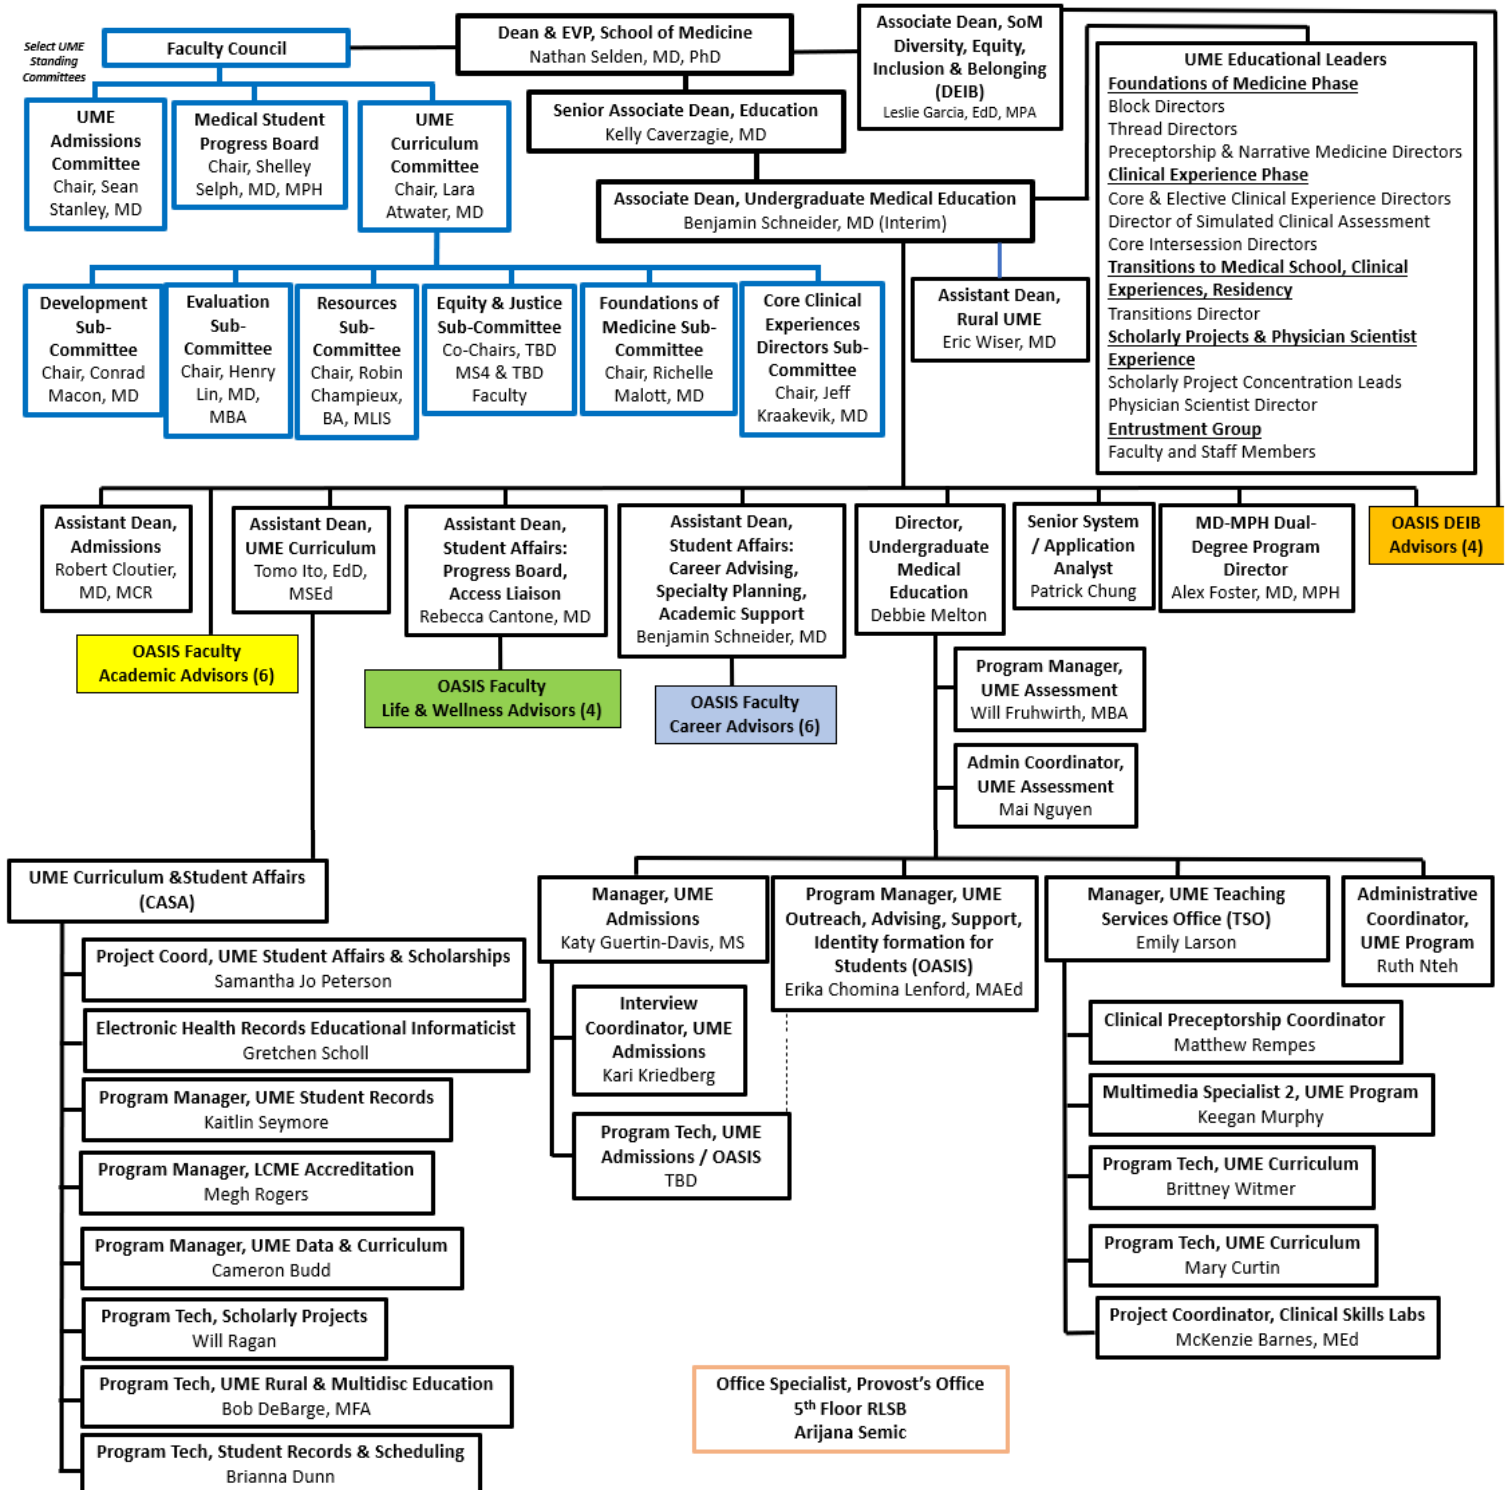 Select UME
Standing
Committees
Faculty Council
Dean & EVP, School of Medicine
Nathan Selden, MD, PhD
Associate Dean, SoM
Diversity, Equity,
Inclusion & Belonging
(DEIB)
Leslie Garcia, EdD, MPA
Senior Associate Dean, Education
Kelly Caverzagie, MD
Associate Dean, Undergraduate Medical Education
Benjamin Schneider, MD (Interim)
UME Educational Leaders
Foundations of Medicine Phase
Block Directors
Thread Directors
Preceptorship & Narrative Medicine Directors
Clinical Experience Phase
Core & Elective Clinical Experience Directors
Director of Simulated Clinical Assessment
Core Intersession Directors
Transitions to Medical School, Clinical
Experiences, Residency
Transitions Director
Scholarly Projects & Physician Scientist
Experience
Scholarly Project Concentration Leads
Physician Scientist Director
Entrustment Group
Faculty and Staff Members
UME
Admissions
Committee
Chair, Sean
Stanley, MD
Medical Student
Progress Board
Chair, Shelley
Selph, MD, MPH
UME
Curriculum
Committee
Chair, Lara
Atwater, MD
Development
Sub-
Committee
Chair, Conrad
Macon, MD
Evaluation
Sub-
Committee
Chair, Henry
Lin, MD,
MBA
Resources
Sub-
Committee
Chair, Robin
Champieux,
BA, MLIS
Equity & Justice
Sub-Committee
Co-Chairs, TBD
MS4 & TBD
Faculty
Foundations of
Medicine Sub-
Committee
Chair, Richelle
Malott, MD
Core Clinical
Experiences
Directors Sub-
Committee
Chair, Jeff
Kraakevik, MD
Assistant Dean,
Rural UME
Eric Wiser, MD
Assistant Dean,
Admissions
Robert Cloutier,
MD, MCR
Assistant Dean,
UME Curriculum
Tomo Ito, EdD,
MSEd
Assistant Dean,
Student Affairs:
Progress Board,
Access Liaison
Rebecca Cantone, MD
Assistant Dean,
Student Affairs:
Career Advising,
Specialty Planning,
Academic Support
Benjamin Schneider, MD
Director,
Undergraduate
Medical
Education
Debbie Melton
Senior System
/ Application
Analyst
Patrick Chung
MD-MPH Dual-
Degree Program
Director
Alex Foster, MD, MPH
OASIS DEIB
Advisors (4)
OASIS Faculty
Academic Advisors (6)
OASIS Faculty
Life & Wellness Advisors (4)
OASIS Faculty
Career Advisors (6)
Program Manager,
UME Assessment
Will Fruhwirth, MBA
Admin Coordinator,
UME Assessment
Mai Nguyen
UME Curriculum &Student Affairs
(CASA)
Project Coord, UME Student Affairs & Scholarships
Samantha Jo Peterson
Electronic Health Records Educational Informaticist
Gretchen Scholl
Program Manager, UME Student Records
Kaitlin Seymore
Program Manager, LCME Accreditation
Megh Rogers
Program Manager, UME Data & Curriculum
Cameron Budd
Program Tech, Scholarly Projects
Will Ragan
Program Tech, UME Rural & Multidisc Education
Bob DeBarge, MFA
Program Tech, Student Records & Scheduling
Brianna Dunn
Manager, UME
Admissions
Katy Guertin-Davis, MS
Interview
Coordinator, UME
Admissions
Kari Kriedberg
Program Tech, UME
Admissions / OASIS
TBD
Program Manager, UME
Outreach, Advising, Support,
Identity formation for
Students (OASIS)
Erika Chomina Lenford, MAEd
Manager, UME Teaching
Services Office (TSO)
Emily Larson
Clinical Preceptorship Coordinator
Matthew Rempes
Multimedia Specialist 2, UME Program
Keegan Murphy
Program Tech, UME Curriculum
Brittney Witmer
Program Tech, UME Curriculum
Mary Curtin
Project Coordinator, Clinical Skills Labs
McKenzie Barnes, MEd
Administrative
Coordinator,
UME Program
Ruth Nteh
Office Specialist, Provost's Office
5th Floor RLSB
Arijana Semic